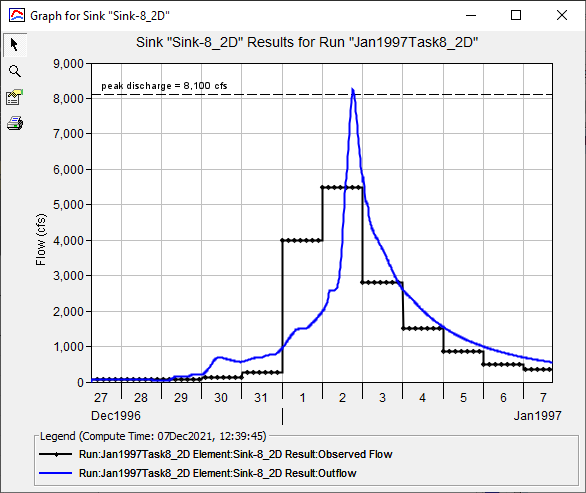 Graph for Sink "Sink-8_2D"
Sink "Sink-8_2D" Results for Run "Jan1997Task8_2D"
peak discharge = 8,100 cfs
9,000
8,000
7,000
6,000
5,000
4,000
3,000
2,000
1,000
0
Flow (cfs)
27 28 29 30 31 1 2 3 4 5 6 7
Dec1996 Jan1997
Legend (Compute Time: 07Dec2021, 12:39:45)
Run:Jan1997Task8_2D Element:Sink-8_2D Result:Observed Flow
Run:Jan1997Task8_2D Element:Sink-8_2D Result:Outflow